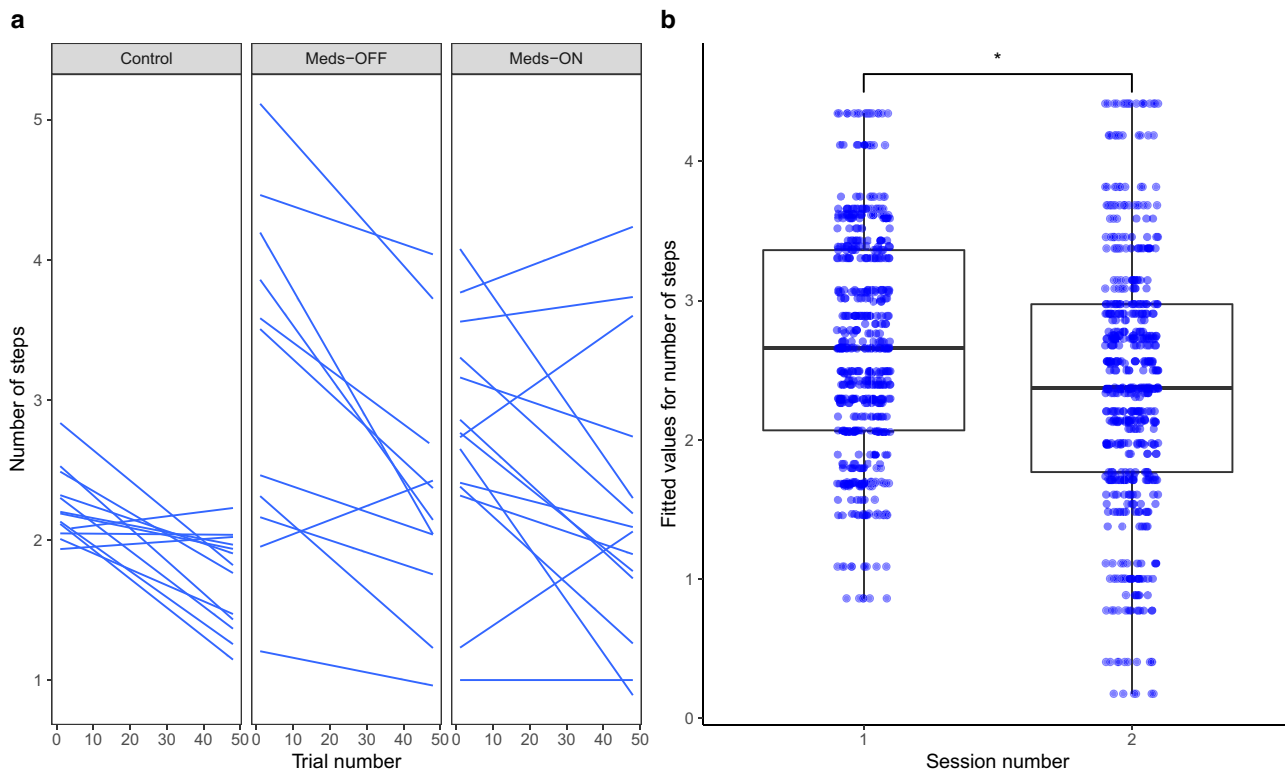 a
Control
Meds−OFF
Meds−ON
Number of steps
5
4
3
2
1
0 10 20 30 40 50
0 10 20 30 40 50
0 10 20 30 40 50
Trial number
b
*
Fitted values for number of steps
4
3
2
1
0
1
2
Session number